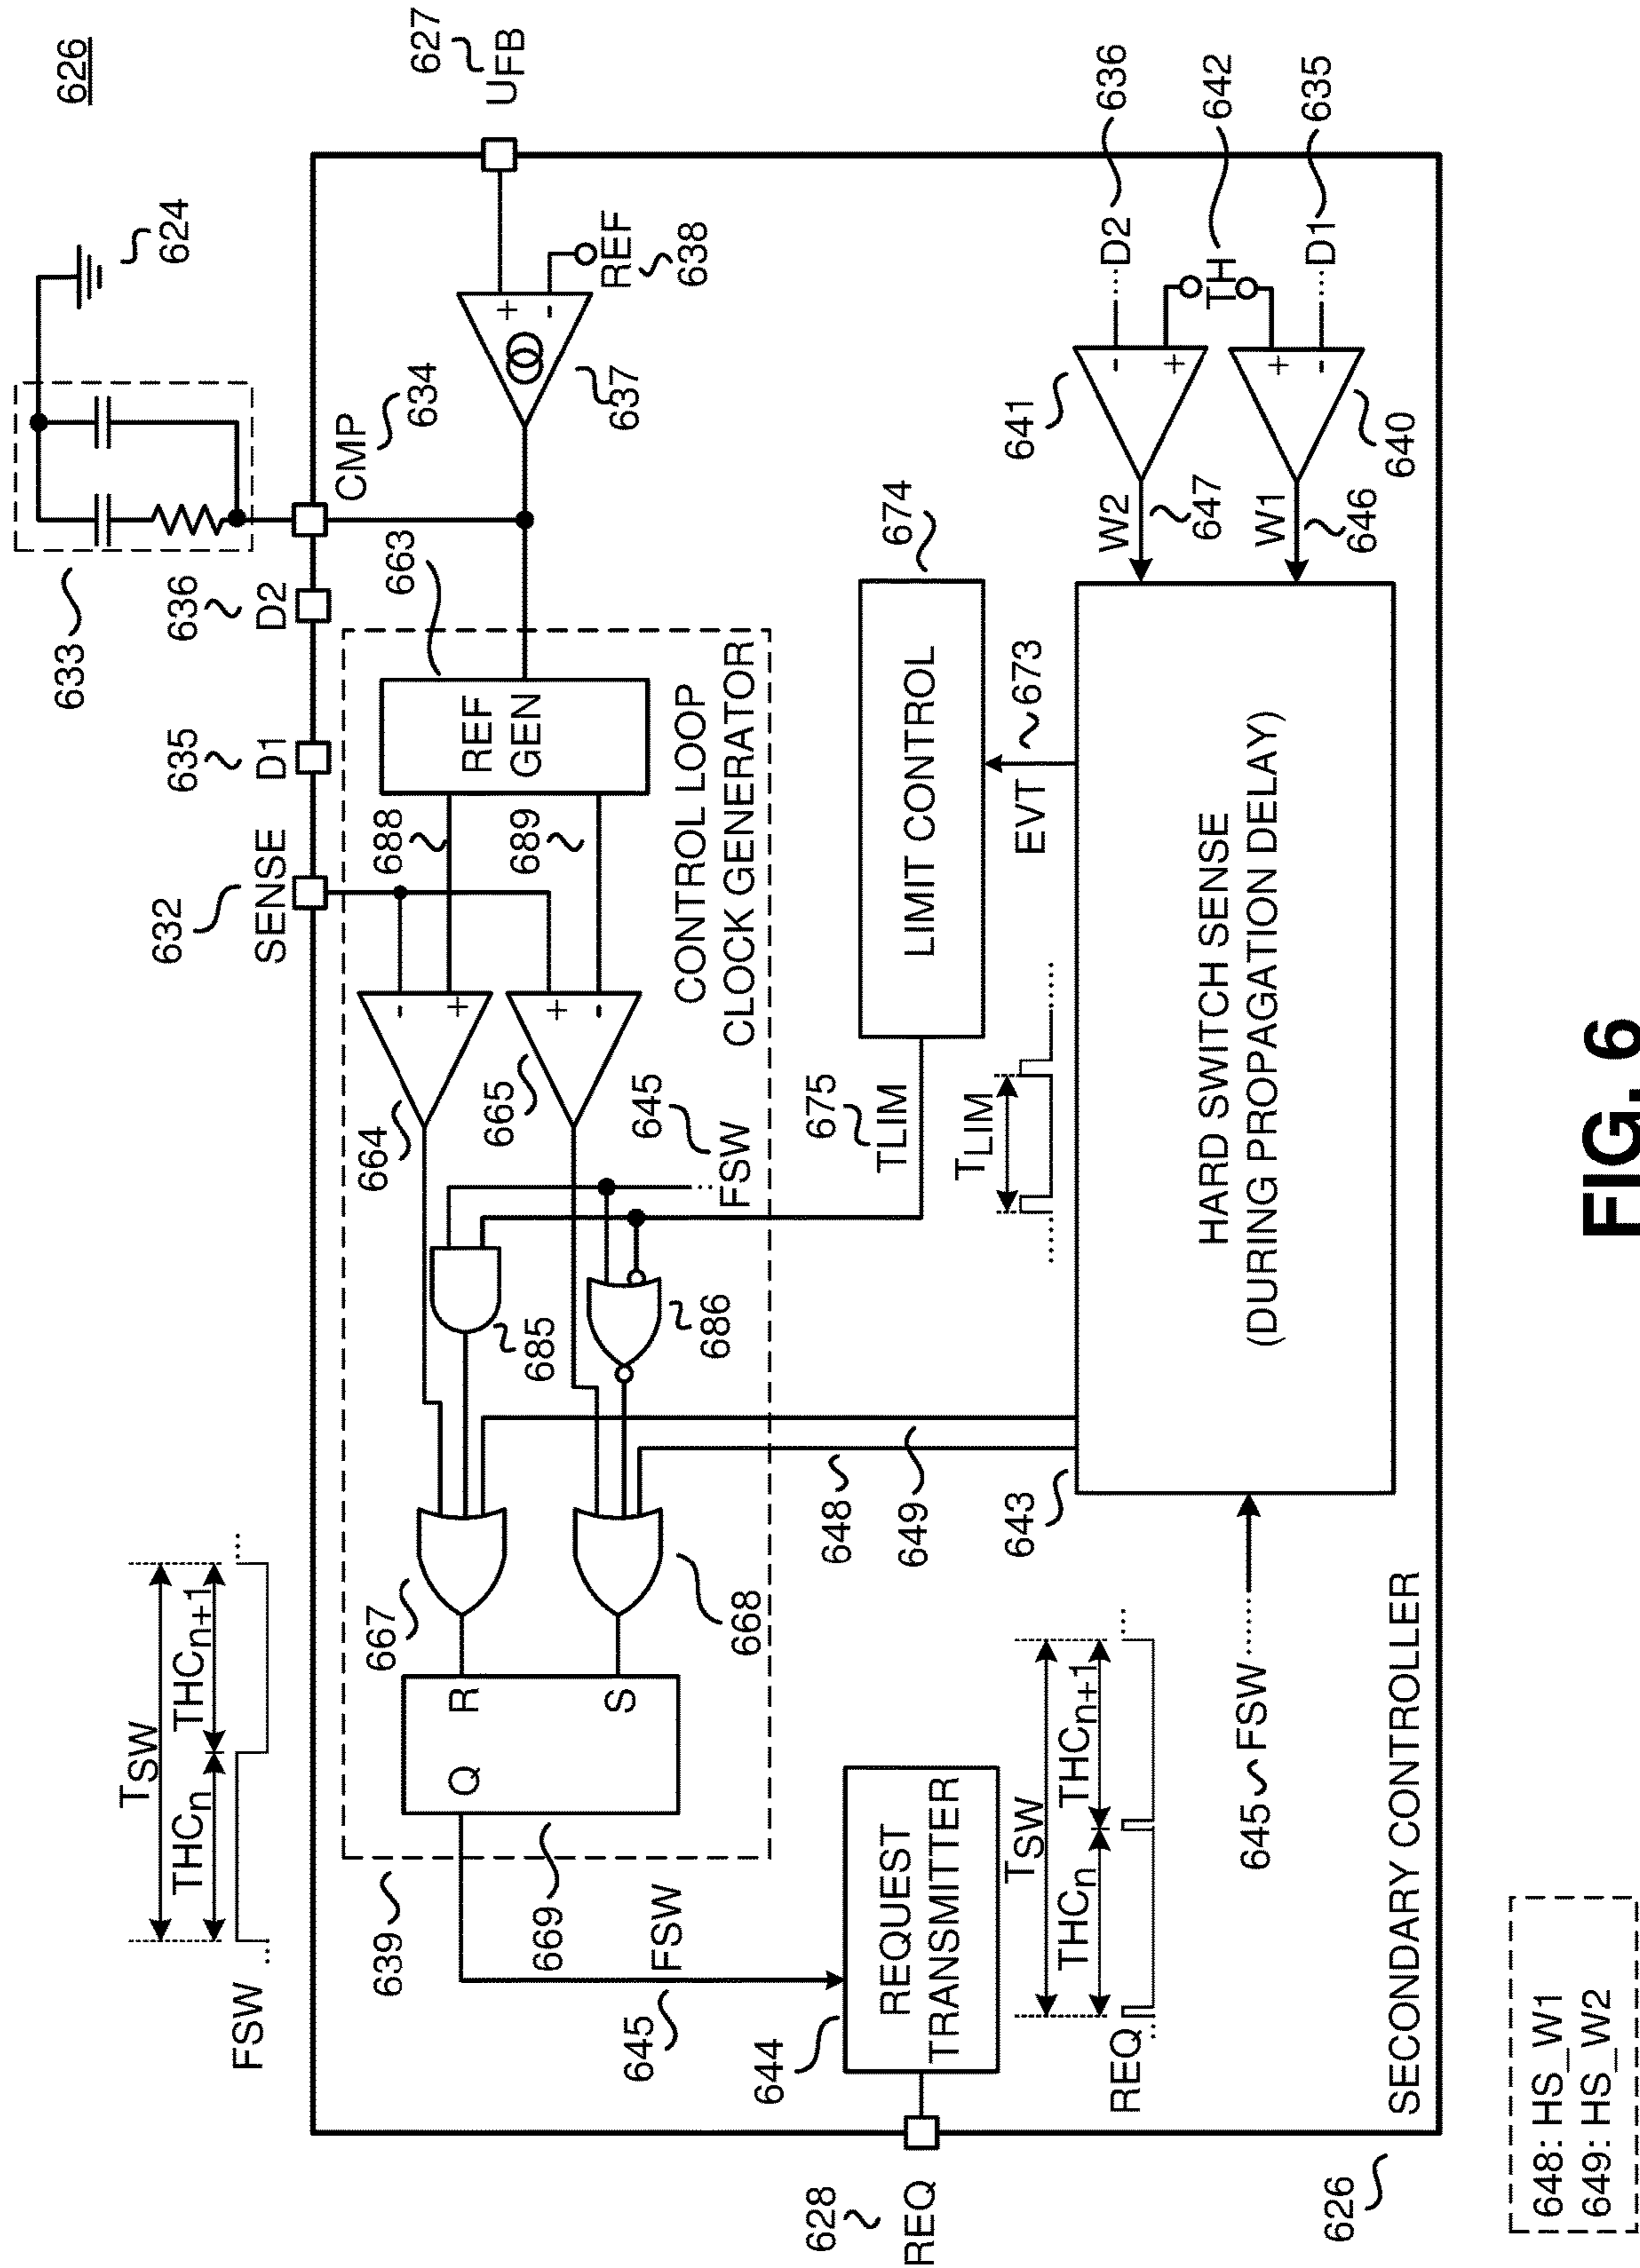 626
FSW
TSW
THCn
THCn+1
632
SENSE
635
D1
636
D2
633
624
CMP
634
627
UFB
639
669
Q
R
S
667
668
664
665
685
686
645
FSW
688
689
663
REF
GEN
CONTROL LOOP
CLOCK GENERATOR
+
-
+
-
+
-
637
REF
638
645
FSW
628
REQ
644
REQUEST
TRANSMITTER
REQ
TSW
THCn
THCn+1
648
649
643
675
TLIM
TLIM
674
LIMIT CONTROL
EVT
673
645
FSW
HARD SWITCH SENSE
(DURING PROPAGATION DELAY)
W2
647
W1
646
641
640
-
+
+
-
D2
636
TH
642
D1
635
SECONDARY CONTROLLER
626
648: HS_W1
649: HS_W2
FIG. 6